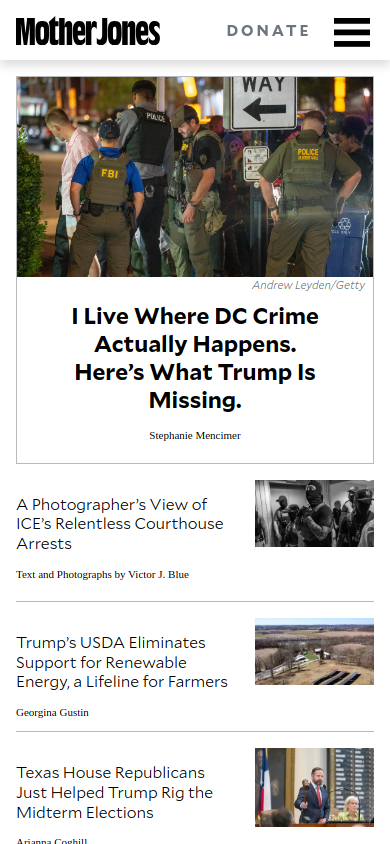 Mother Jones
DONATE
POLICE
WAY
FBI
POLICE
Andrew Leyden/Getty
I Live Where DC Crime
Actually Happens.
Here’s What Trump Is
Missing.
Stephanie Mencimer
A Photographer’s View of
ICE’s Relentless Courthouse
Arrests
Text and Photographs by Victor J. Blue
Trump’s USDA Eliminates
Support for Renewable
Energy, a Lifeline for Farmers
Georgina Gustin
Texas House Republicans
Just Helped Trump Rig the
Midterm Elections
Arianna Coghill